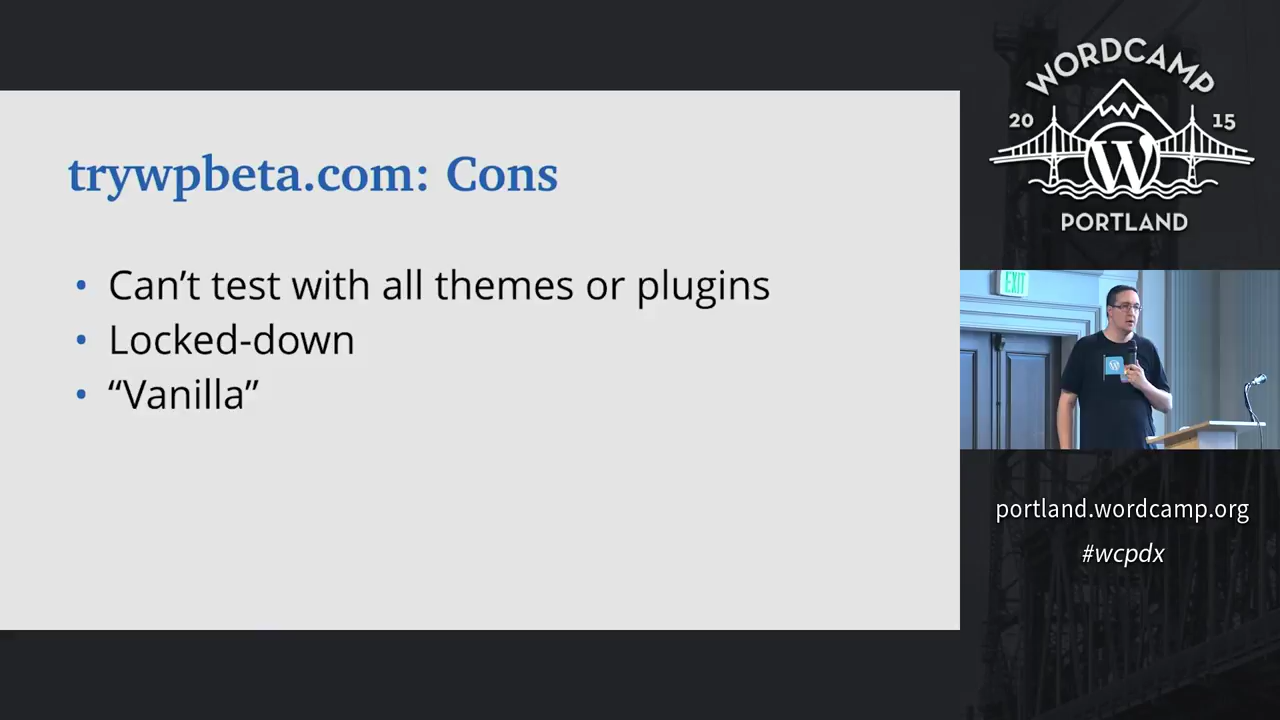 trywpbeta.com: Cons
• Can’t test with all themes or plugins
• Locked-down
• “Vanilla”
WORDCAMP
20 15
W
PORTLAND
EXIT
W
portland.wordcamp.org
#wcpdx